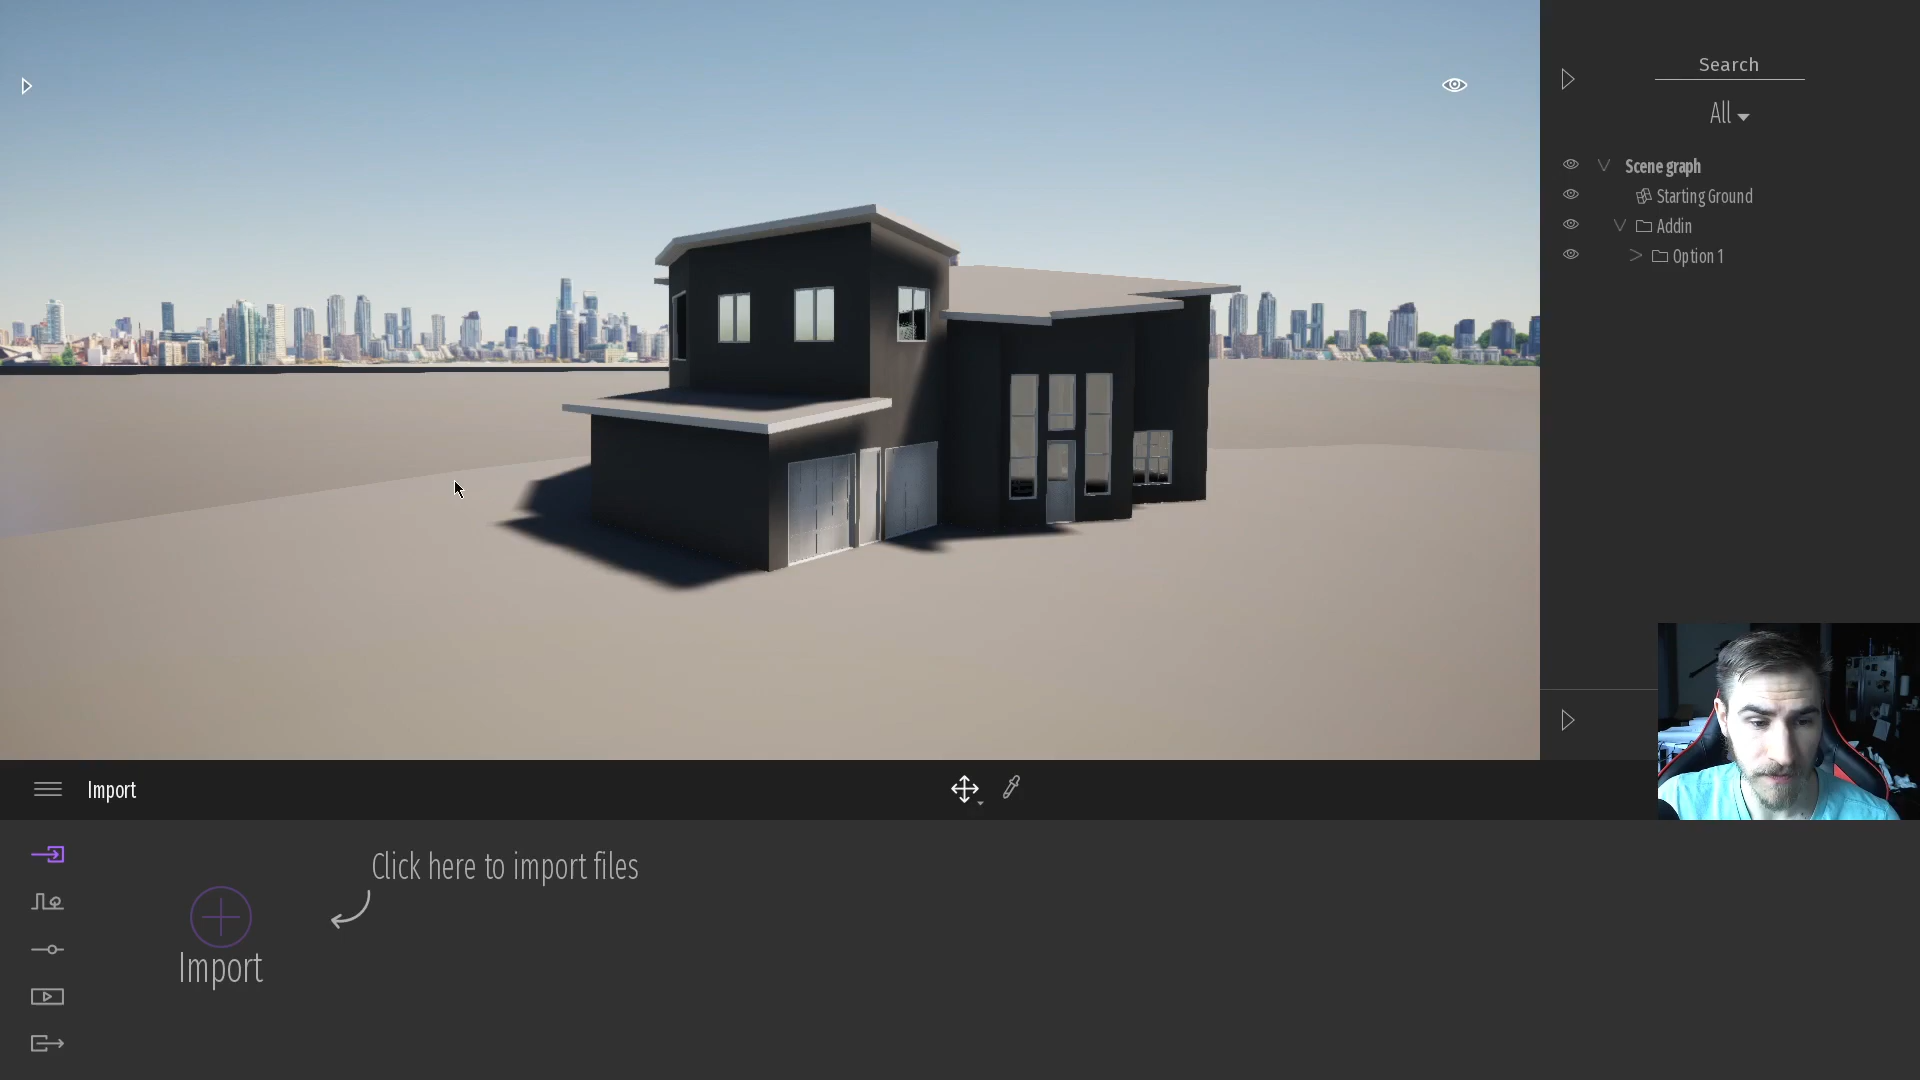 Search
All
Scene graph
Starting Ground
Addin
Option 1
Import
Click here to import files
Import